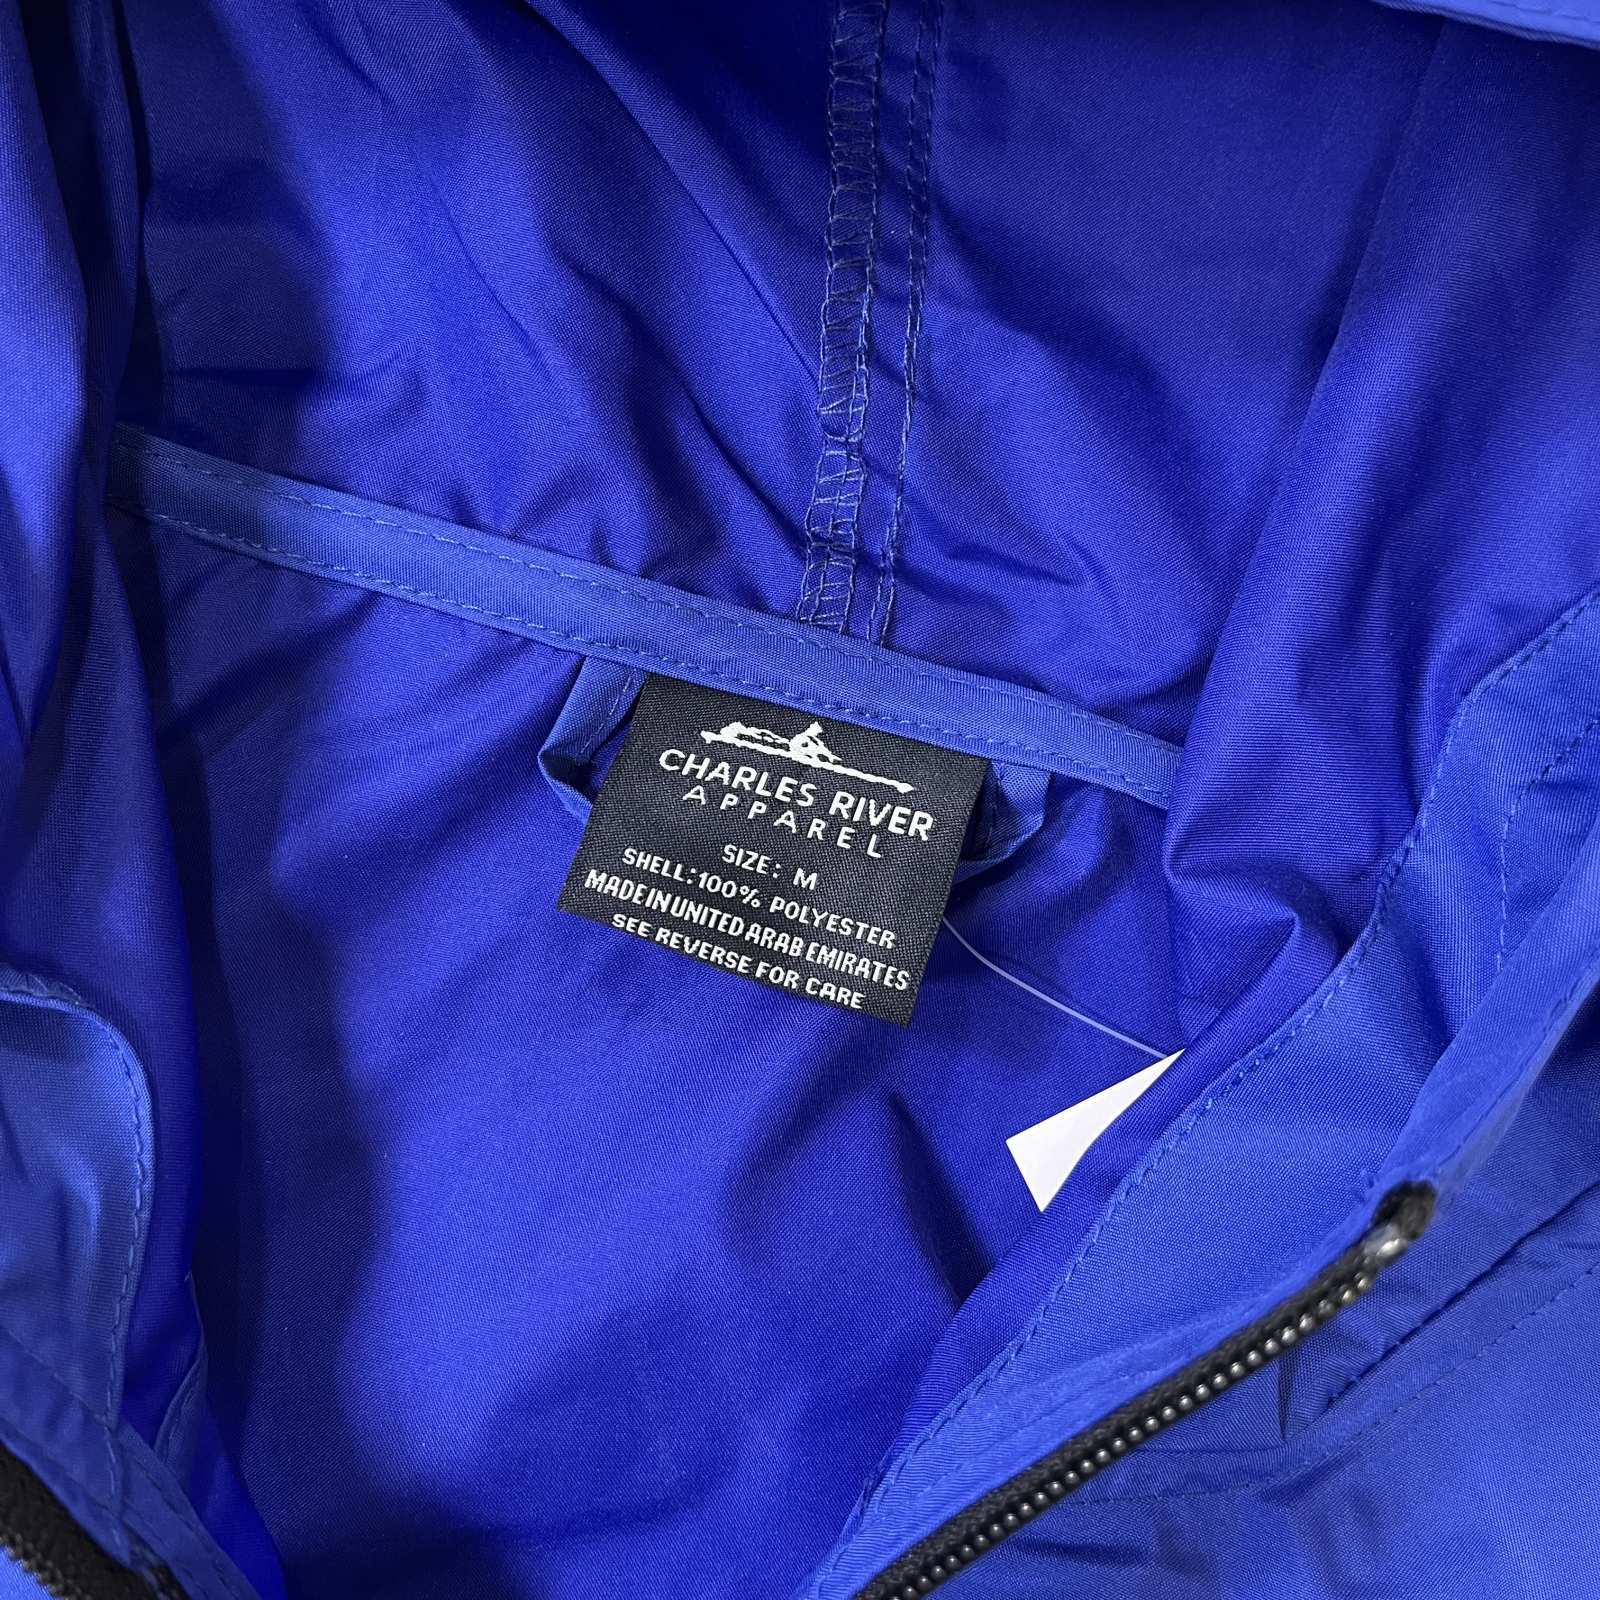 CHARLES RIVER
APPAREL
SIZE: M
SHELL:100% POLYESTER
MADE IN UNITED ARAB EMIRATES
SEE REVERSE FOR CARE